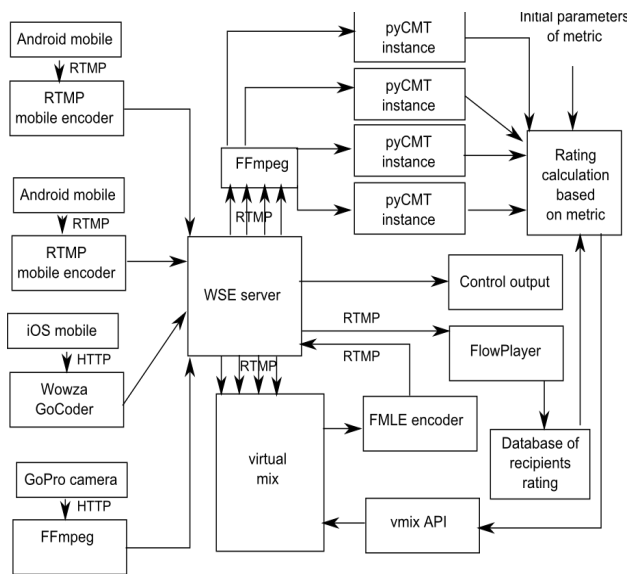 Initial parameters
of metric
Android mobile
RTMP
RTMP
mobile encoder
Android mobile
RTMP
RTMP
mobile encoder
iOS mobile
HTTP
Wowza
GoCoder
GoPro camera
HTTP
FFmpeg
pyCMT
instance
pyCMT
instance
pyCMT
instance
pyCMT
instance
FFmpeg
RTMP
WSE server
RTMP
virtual
mix
Rating
calculation
based
on metric
Control output
RTMP
FlowPlayer
RTMP
FMLE encoder
Database of
recipients
rating
vmix API